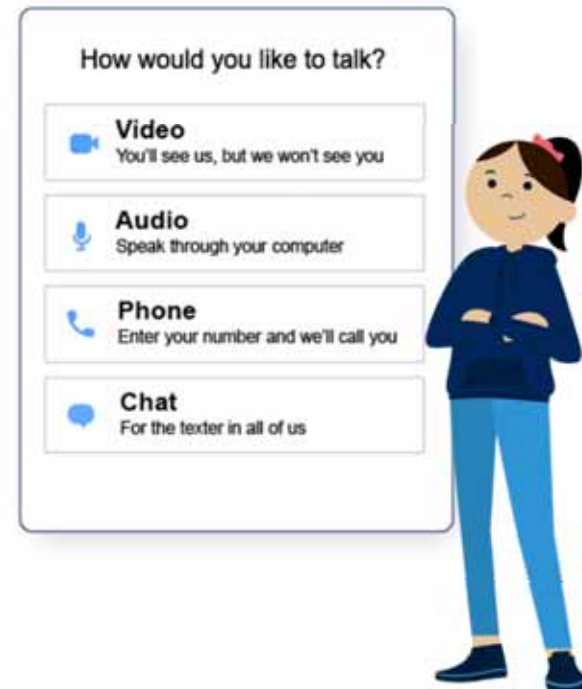 How would you like to talk?
Video
You'll see us, but we won't see you
Audio
Speak through your computer
Phone
Enter your number and we'll call you
Chat
For the texter in all of us